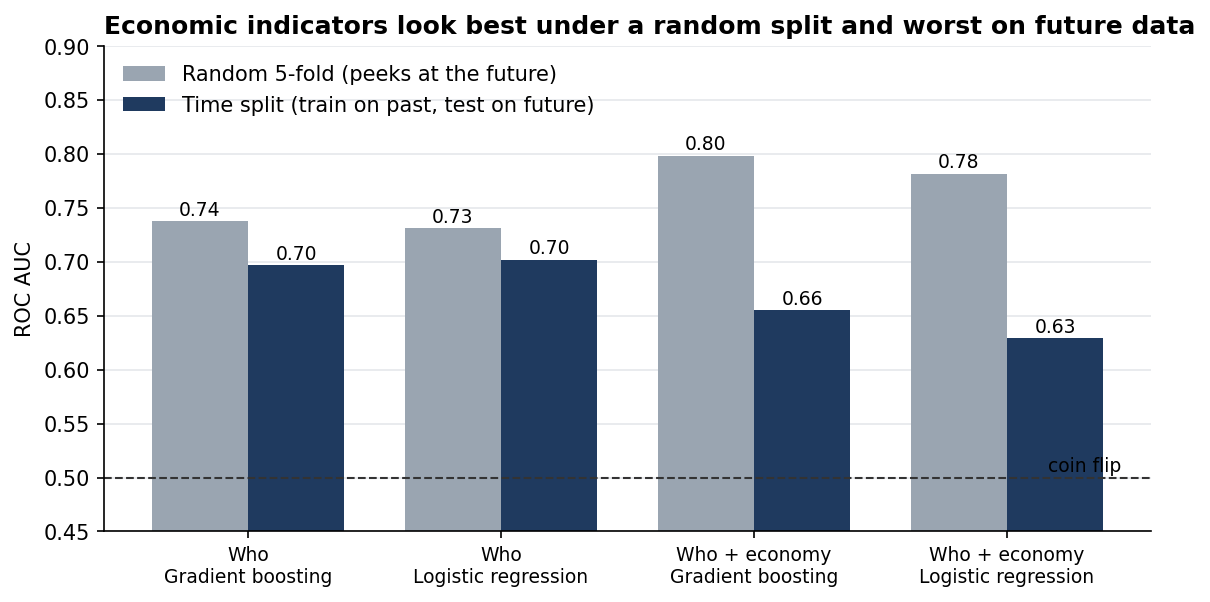 Economic indicators look best under a random split and worst on future data
0.90
Random 5-fold (peeks at the future)
0.85
Time split (train on past, test on future)
0.80
0.80
0.78
0.75
0.74
0.73
0.70
0.70
0.70
0.66
0.65
0.63
0.60
0.55
coin flip
0.50
0.45
ROC AUC
Who
Gradient boosting
Who
Logistic regression
Who + economy
Gradient boosting
Who + economy
Logistic regression